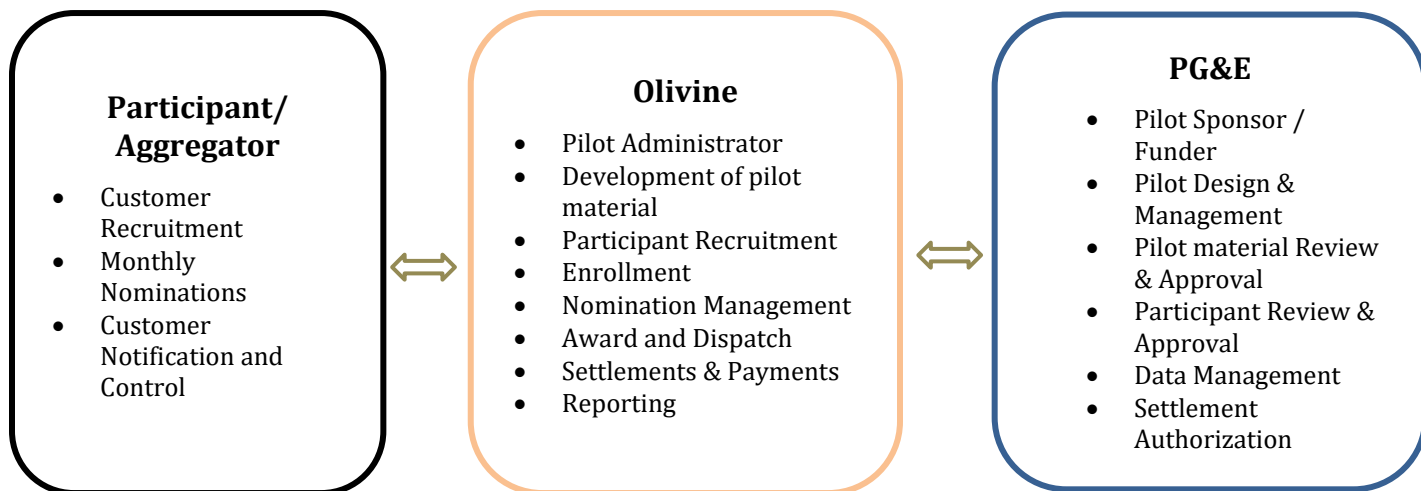 Participant/
Aggregator
• Customer
Recruitment
• Monthly
Nominations
• Customer
Notification and
Control
Olivine
• Pilot Administrator
• Development of pilot
material
• Participant Recruitment
• Enrollment
• Nomination Management
• Award and Dispatch
• Settlements & Payments
• Reporting
PG&E
• Pilot Sponsor /
Funder
• Pilot Design &
Management
• Pilot material Review
& Approval
• Participant Review &
Approval
• Data Management
• Settlement
Authorization